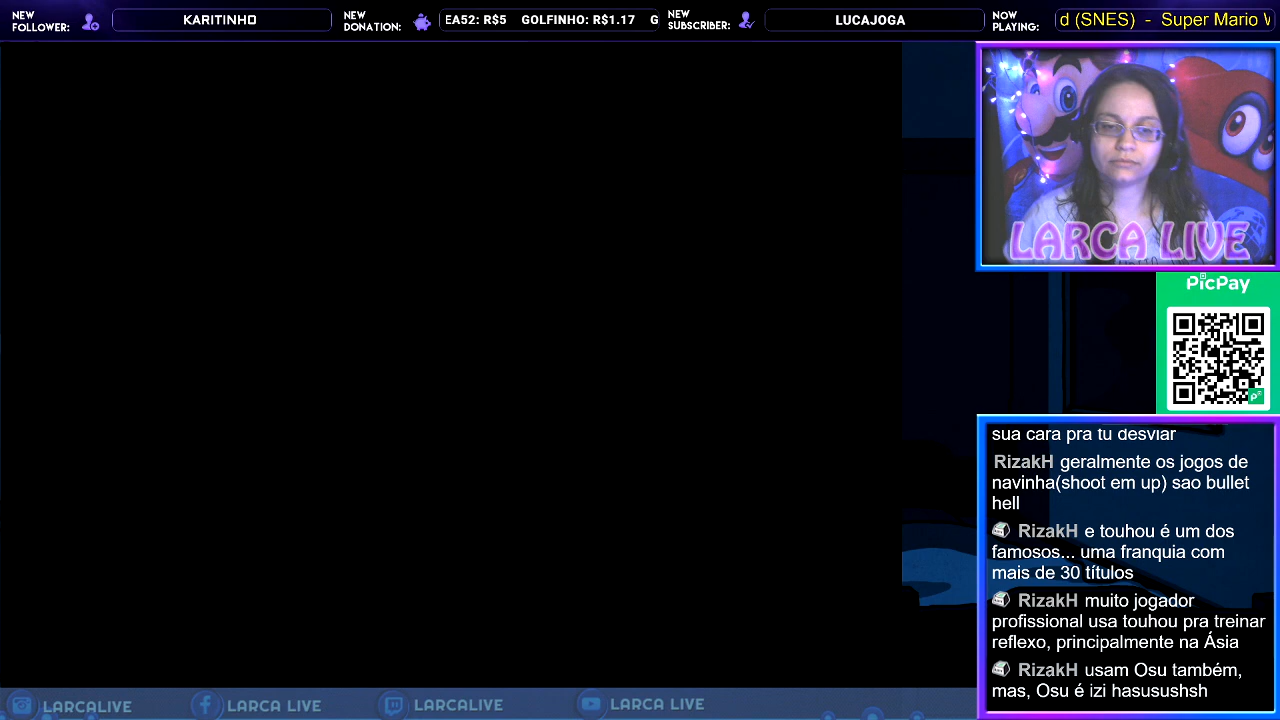 NEW FOLLOWER:
KARITINHO
NEW DONATION:
EA52: R$5 GOLFINHO: R$1.17 G
NEW SUBSCRIBER:
LUCAJOGA
NOW PLAYING:
d (SNES) - Super Mario W
LARCA LIVE
PicPay
sua cara pra tu desviar
RizakH geralmente os jogos de
navinha(shoot em up) sao bullet
hell
RizakH e touhou é um dos
famosos... uma franquia com
mais de 30 títulos
RizakH muito jogador
profissional usa touhou pra treinar
reflexo, principalmente na Ásia
RizakH usam Osu também,
mas, Osu é izi hasusushsh
LARCALIVE
LARCA LIVE
LARCALIVE
LARCA LIVE